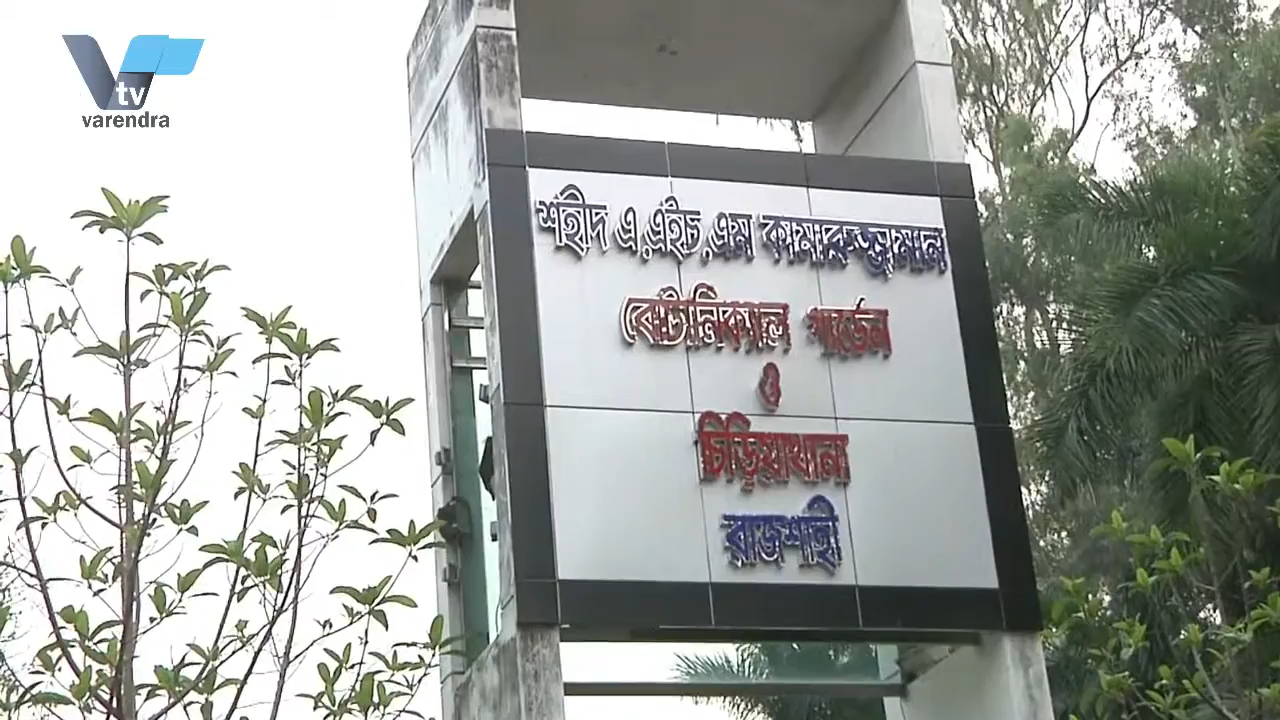 tv
varendra
শহীদ এ.এইচ.এম কামারুজ্জামান
বোটানিক্যাল গার্ডেন
ও
চিড়িয়াখানা
রাজশাহী